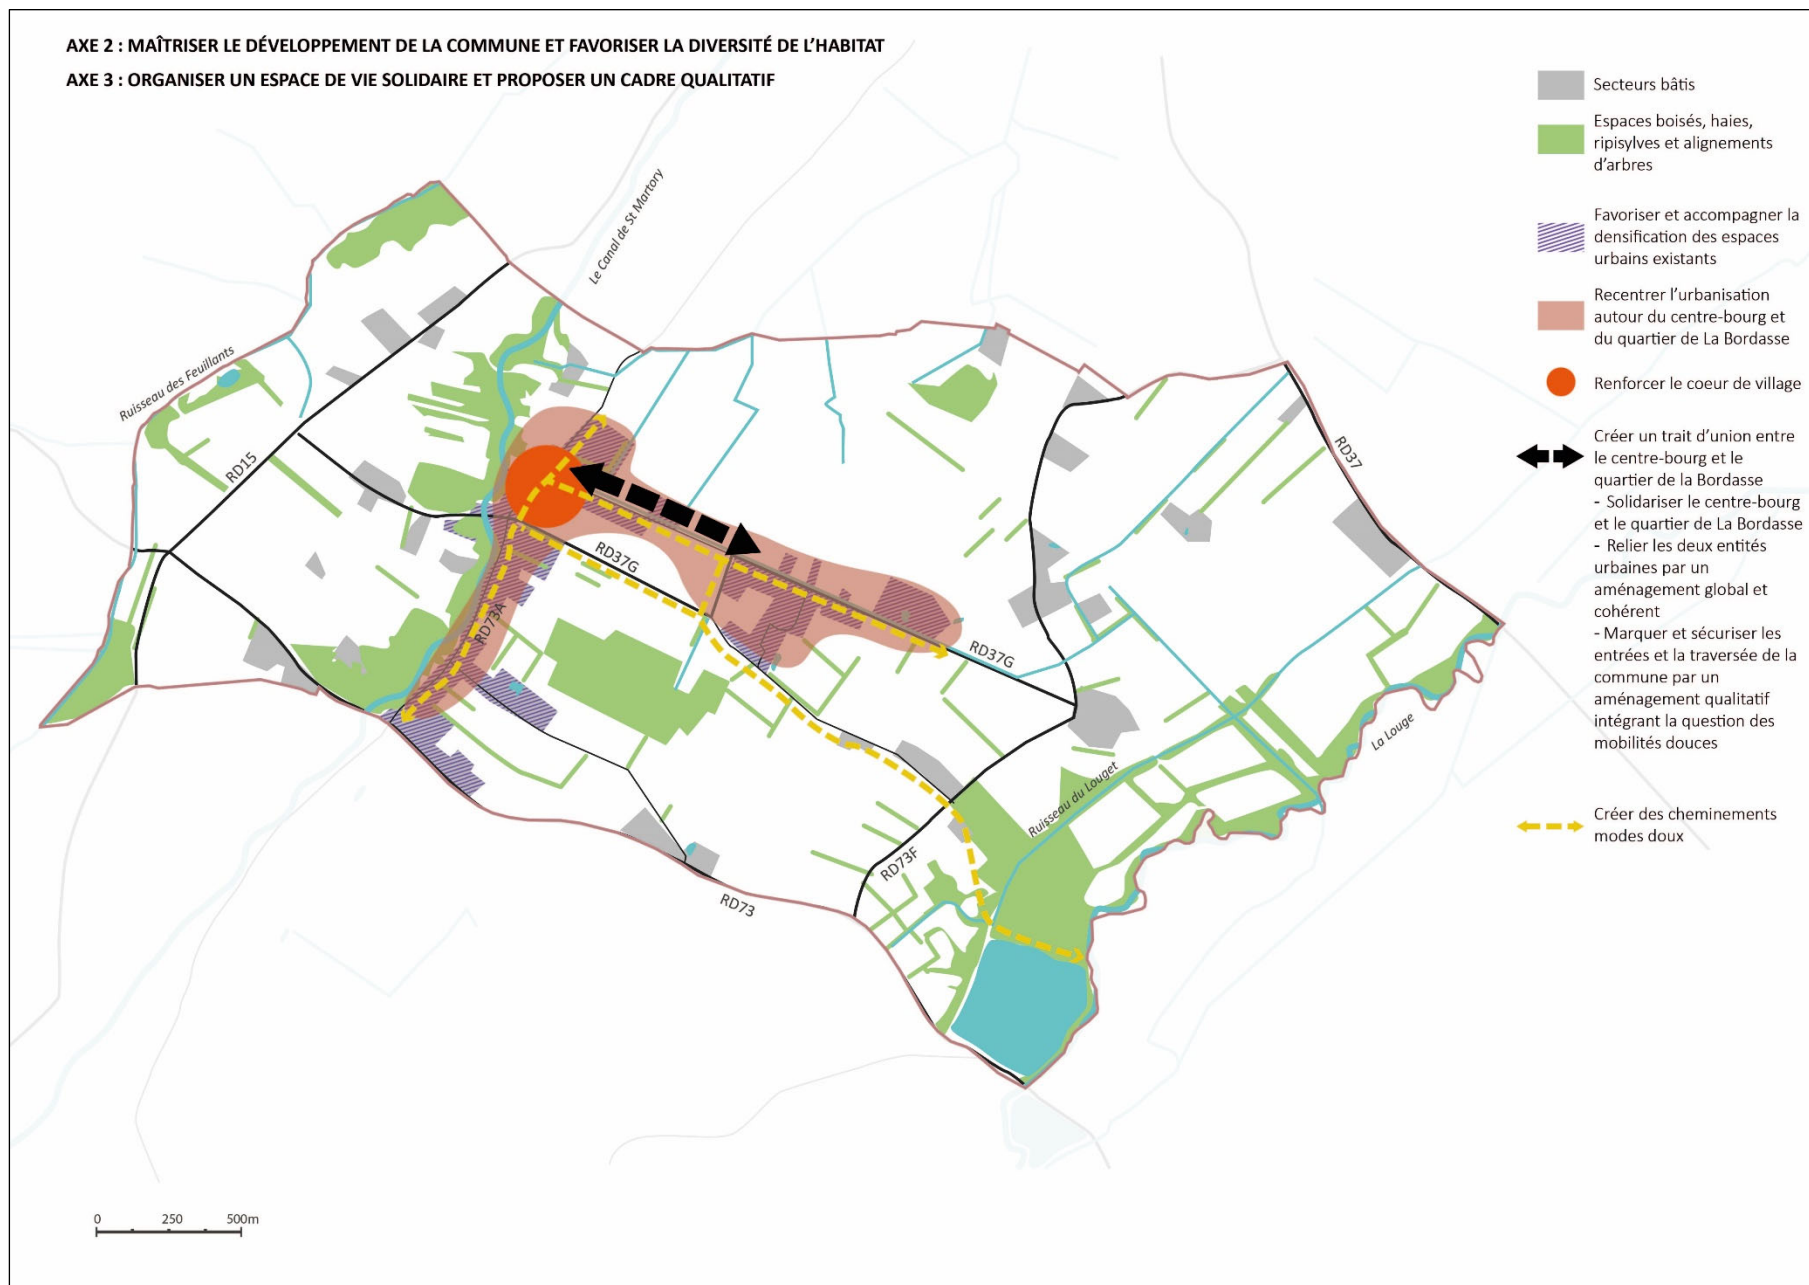 AXE 2 : MAÎTRISER LE DÉVELOPPEMENT DE LA COMMUNE ET FAVORISER LA DIVERSITÉ DE L'HABITAT
AXE 3 : ORGANISER UN ESPACE DE VIE SOLIDAIRE ET PROPOSER UN CADRE QUALITATIF
Secteurs bâtis
Espaces boisés, haies,
ripisylves et alignements
d'arbres
Favoriser et accompagner la
densification des espaces
urbains existants
Recentrer l'urbanisation
autour du centre-bourg et
du quartier de La Bordasse
Renforcer le coeur de village
Créer un trait d'union entre
le centre-bourg et le
quartier de la Bordasse
- Solidariser le centre-bourg
et le quartier de La Bordasse
- Relier les deux entités
urbaines par un
aménagement global et
cohérent
- Marquer et sécuriser les
entrées et la traversée de la
commune par un
aménagement qualitatif
intégrant la question des
mobilités douces
Créer des cheminements
modes doux
Le Canal de St Martory
Ruisseau des Feuillants
RD15
RD37
RD37G
RD73A
RD37G
La Louge
Ruisseau du Louget
RD73F
RD73
0 250 500m